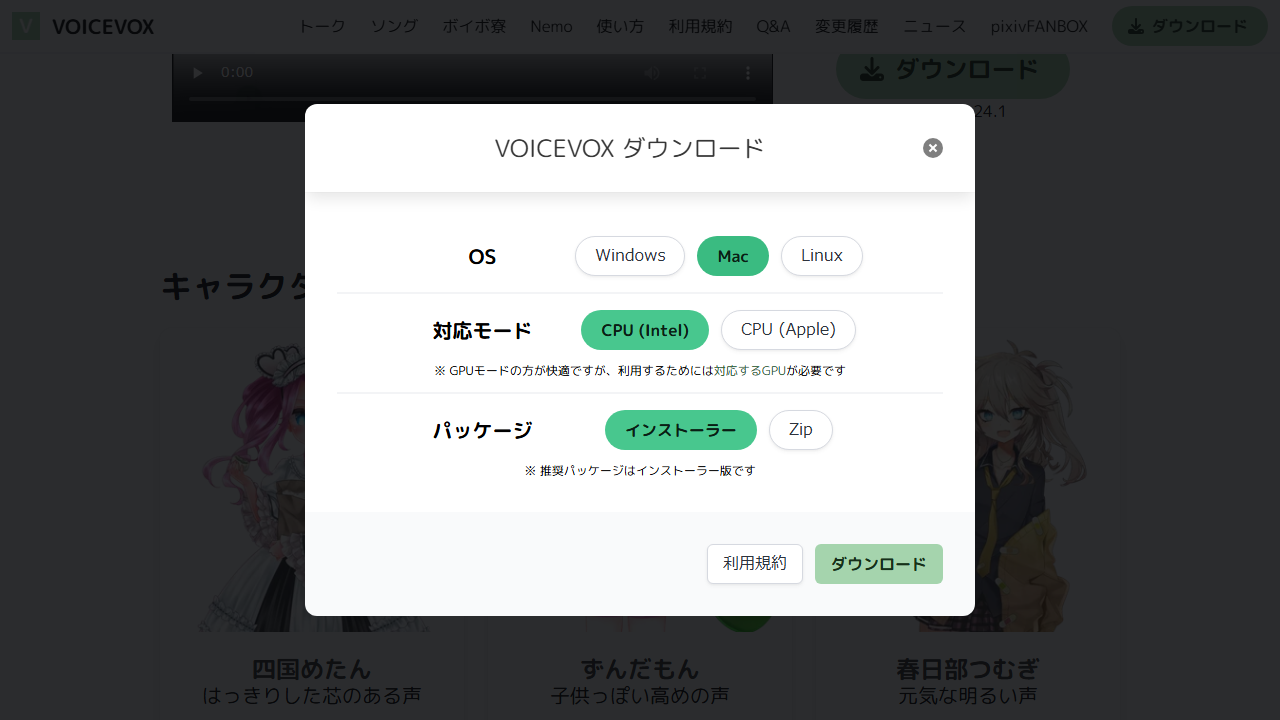 VOICEVOX トーク ソング ボイボ寮 Nemo 使い方 利用規約 Q&A 変更履歴 ニュース pixivFANBOX ダウンロード
0:00
ダウンロード
24.1
VOICEVOX ダウンロード
OS Windows Mac Linux
キャラクタ
対応モード CPU (Intel) CPU (Apple)
※ GPUモードの方が快適ですが、利用するためには対応するGPUが必要です
パッケージ インストーラー Zip
※ 推奨パッケージはインストーラー版です
利用規約 ダウンロード
四国めたん ずんだもん 春日部つむぎ
はっきりした芯のある声 子供っぽい高めの声 元気な明るい声